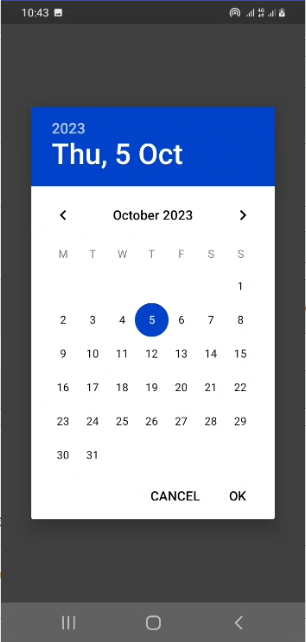 10:43
2023
Thu, 5 Oct
October 2023
M T W T F S S
1
2 3 4 5 6 7 8
9 10 11 12 13 14 15
16 17 18 19 20 21 22
23 24 25 26 27 28 29
30 31
CANCEL OK